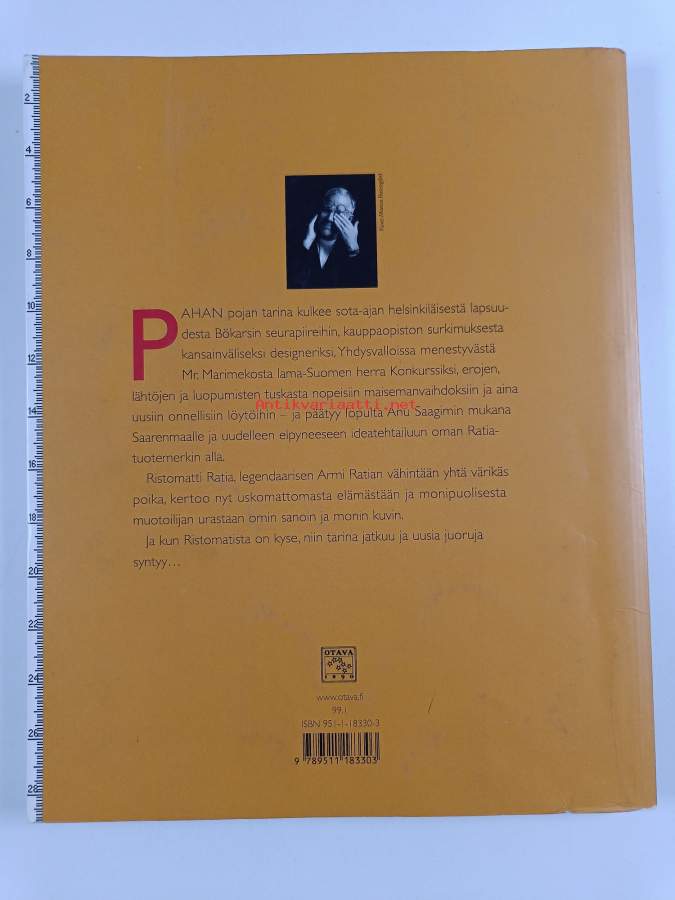 Kuva: Marica Rosengård
PAHAN pojan tarina kulkee sota-ajan helsinkiläisestä lapsuu-
desta Bökarsin seurapiireihin, kauppaopiston surkimuksesta
kansainväliseksi designeriksi, Yhdysvalloissa menestyvästä
Mr. Marimekosta lama-Suomen herra Konkurssiksi, erojen,
lähtöjen ja luopumisten tuskasta nopeisiin maisemanvaihdoksiin ja aina
uusiin onnellisiin löytöihin – ja päätyy lopulta Anu Saagimin mukana
Saarenmaalle ja uudelleen elpyneeseen ideatehtailuun oman Ratia-
tuotemerkin alla.
Ristomatti Ratia, legendaarisen Armi Ratian vähintään yhtä värikäs
poika, kertoo nyt uskomattomasta elämästään ja monipuolisesta
muotoilijan urastaan omin sanoin ja monin kuvin.
Ja kun Ristomatista on kyse, niin tarina jatkuu ja uusia juoruja
syntyy…
Antikvariaatti.net
OTAVA
1890
www.otava.fi
99.1
ISBN 951-1-18330-3
9 789511 183303
2
4
6
8
10
12
14
16
18
20
22
24
26
28